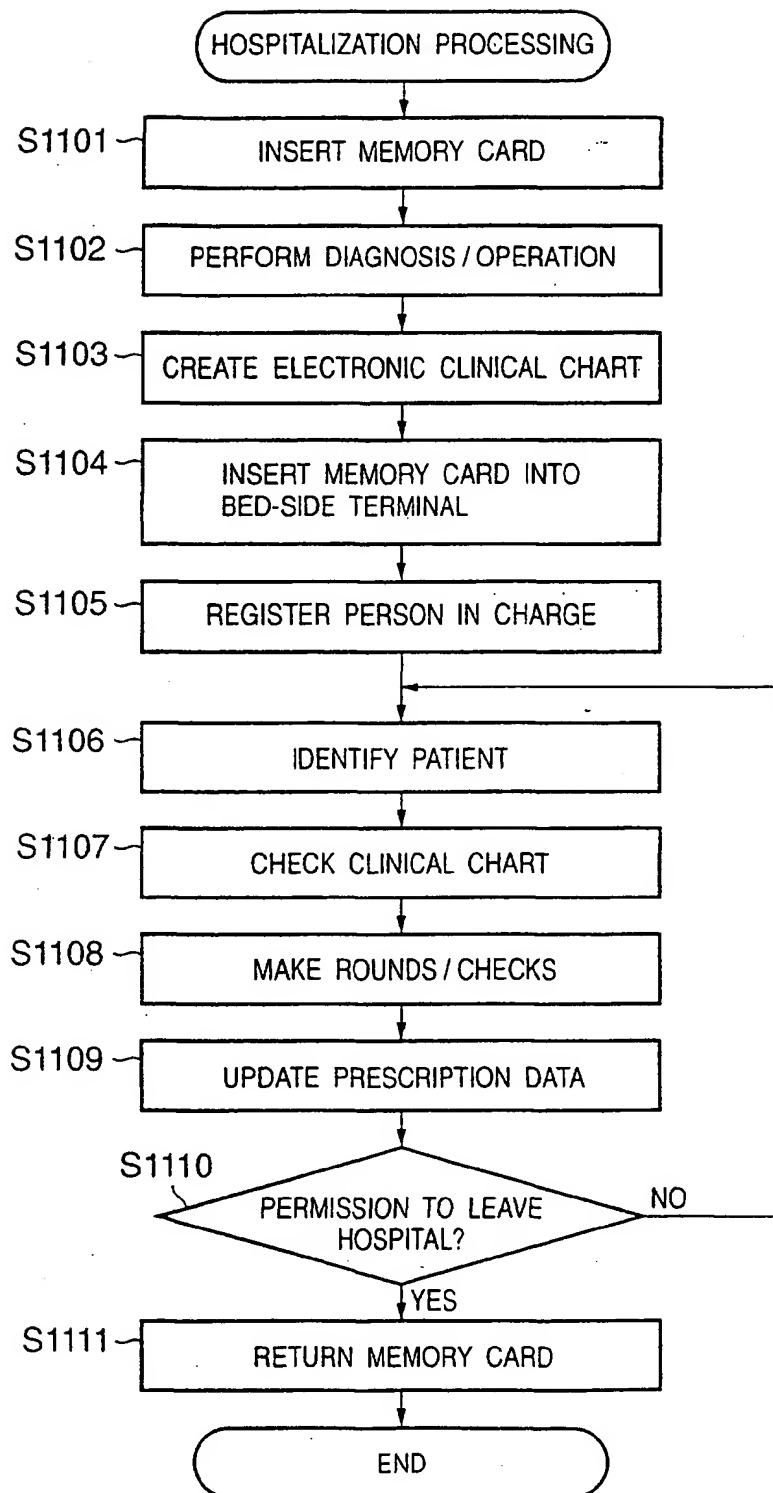 HOSPITALIZATION PROCESSING
S1101
INSERT MEMORY CARD
S1102
PERFORM DIAGNOSIS / OPERATION
S1103
CREATE ELECTRONIC CLINICAL CHART
S1104
INSERT MEMORY CARD INTO
BED-SIDE TERMINAL
S1105
REGISTER PERSON IN CHARGE
S1106
IDENTIFY PATIENT
S1107
CHECK CLINICAL CHART
S1108
MAKE ROUNDS / CHECKS
S1109
UPDATE PRESCRIPTION DATA
S1110
PERMISSION TO LEAVE
HOSPITAL?
NO
YES
S1111
RETURN MEMORY CARD
END